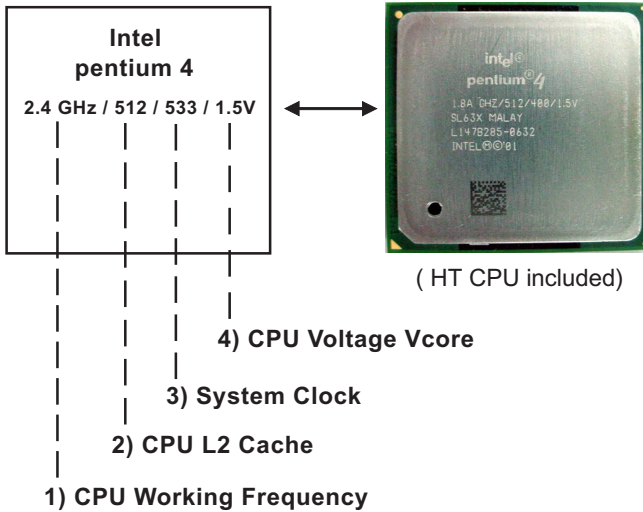 Intel
pentium 4
2.4 GHz / 512 / 533 / 1.5V
intel®
pentium®4
1.8A GHZ/512/400/1.5V
SL63X MALAY
L147B285-0632
INTEL®©'01
( HT CPU included)
4) CPU Voltage Vcore
3) System Clock
2) CPU L2 Cache
1) CPU Working Frequency